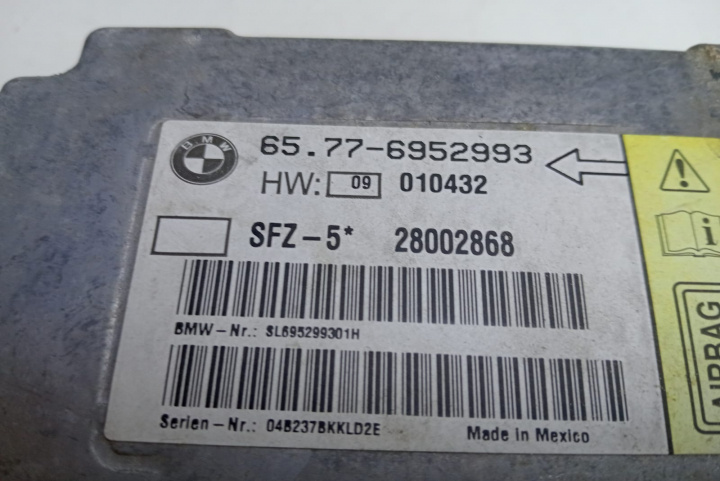 BMW
65.77-6952993
HW: 09 010432
SFZ-5* 28002868
BMW-Nr.: SL695299301H
Serien-Nr.: 04B237BKKLD2E
Made in Mexico
i
AIRBAG